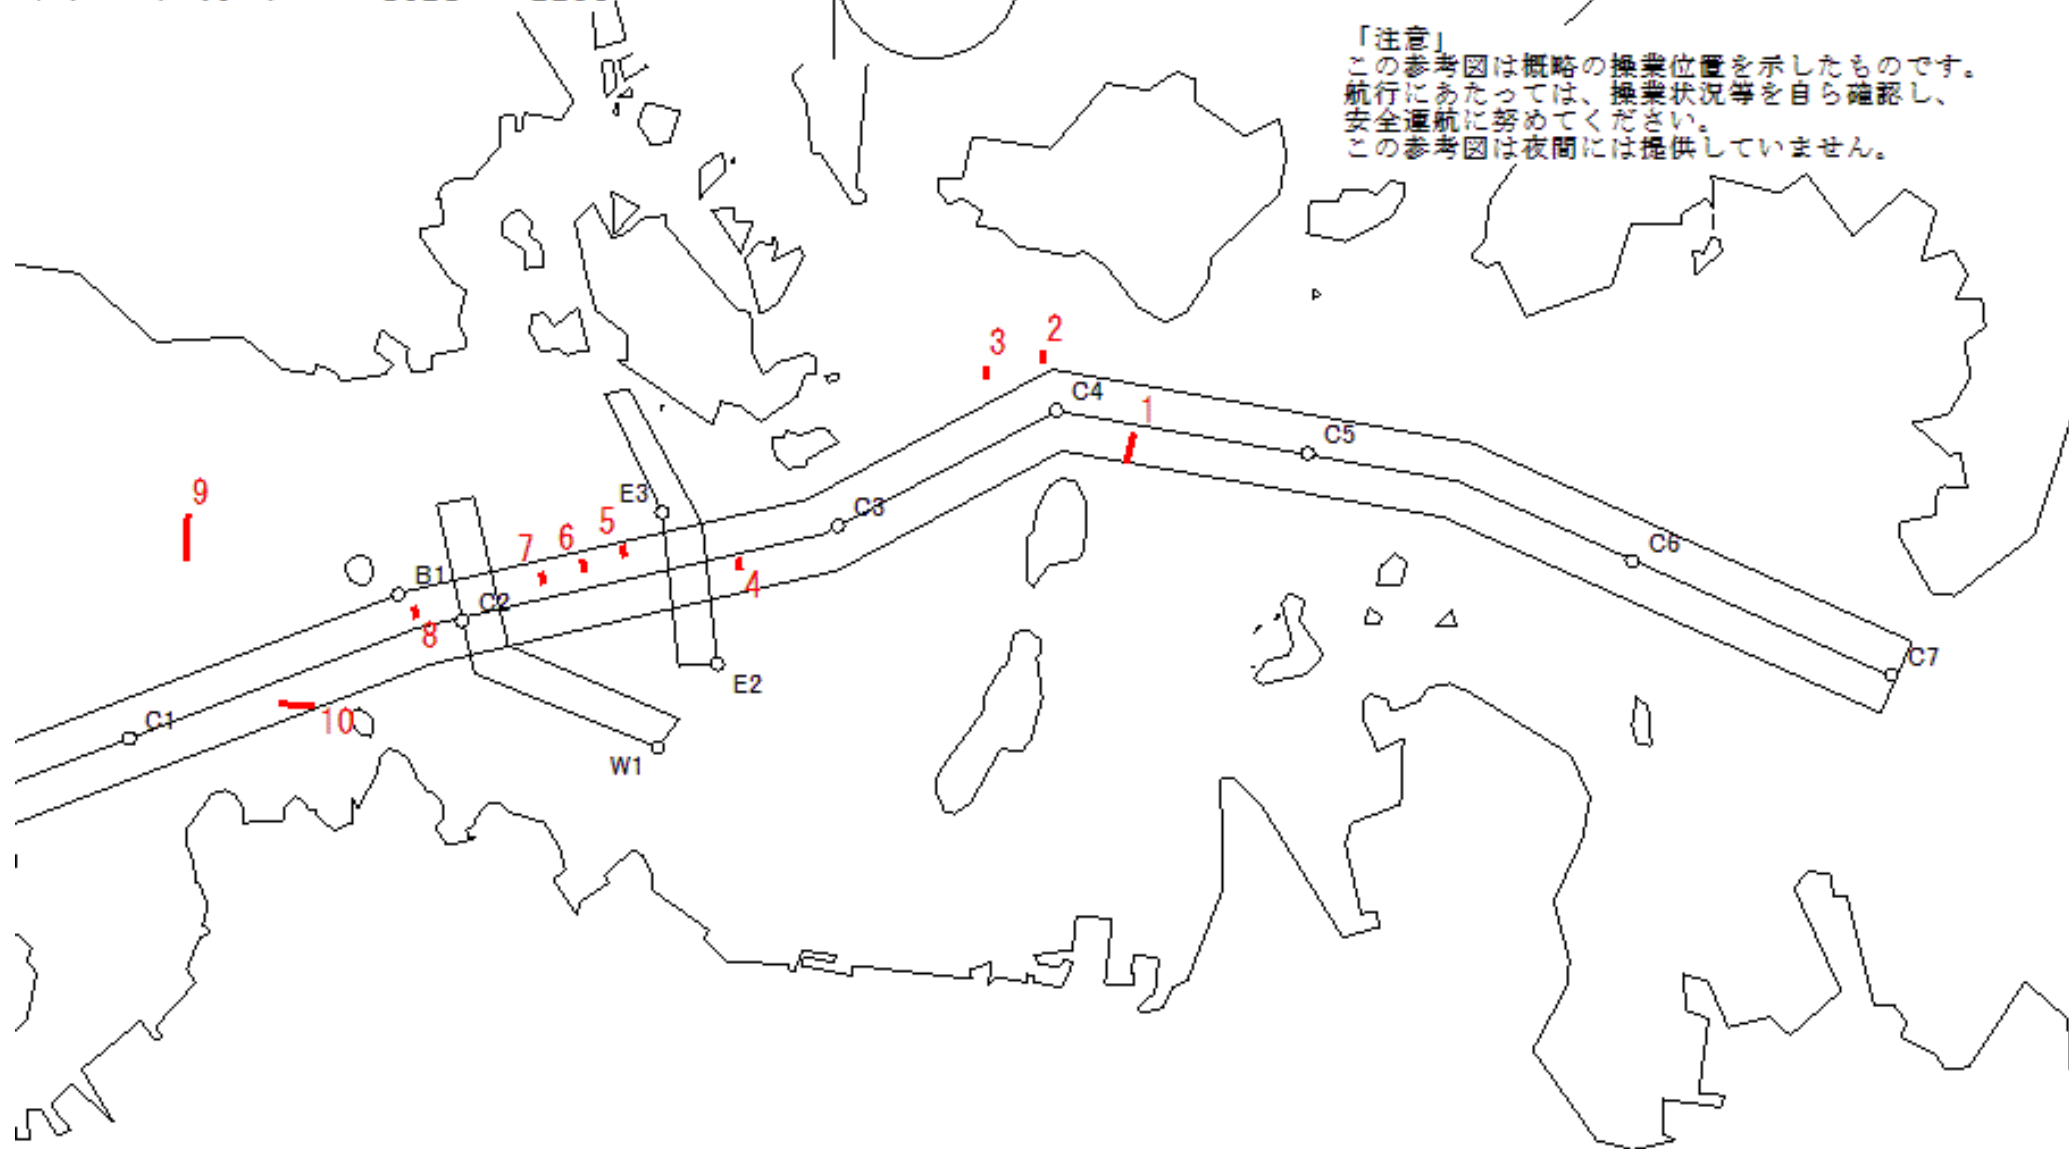 「注意」
この参考図は概略の操業位置を示したものです。
航行にあたっては、操業状況等を自ら確認し、
安全運航に努めてください。
この参考図は夜間には提供していません。
2
3
C4
1
C5
9
E3
C3
5
6
7
C6
B1
4
C2
8
C7
E2
C1
10
W1